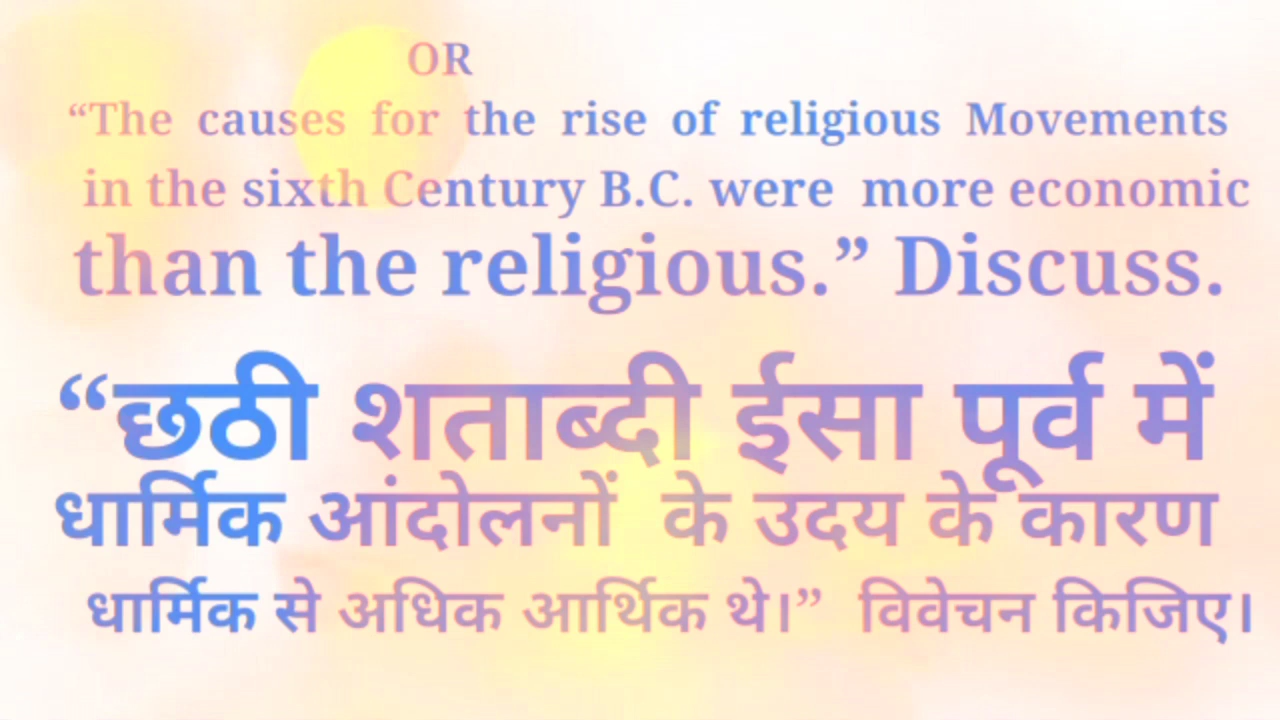 OR
“The causes for the rise of religious Movements
in the sixth Century B.C. were more economic
than the religious.” Discuss.
“छठी शताब्दी ईसा पूर्व में
धार्मिक आंदोलनों के उदय के कारण
धार्मिक से अधिक आर्थिक थे।” विवेचन किजिए।